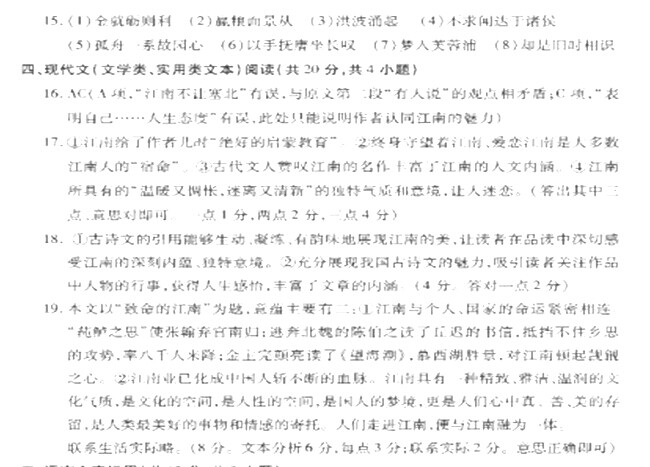 15.(1)金就砺则利 (2)赢粮而景从 (3)洪波涌起 (4)不求闻达于诸侯
(5)孤舟一系故园心 (6)以手抚膺坐长叹 (7)梦入芙蓉浦 (8)却是旧时相识
四、现代文(文学类、实用类文本)阅读(共20分,共4小题)
16. AC(A项,“江南不让塞北”有误,与原文第二段“有人说”的观点相矛盾;C项,“表
明自己……人生态度”有误,此处只能说明作者认同江南的魅力)
17. ①江南给了作者儿时“绝好的启蒙教育”。②终身守望着江南、爱恋江南是大多数
江南人的“宿命”。③古代文人赞叹江南的名作丰富了江南的人文内涵。④江南
所具有的“温暖又惆怅,迷离又清新”的独特气质和意境,让人迷恋。(答出其中三
点,意思对即可。一点1分,两点2分,三点4分)
18. ①古诗文的引用能够生动、凝练、有韵味地展现江南的美,让读者在品读中深切感
受江南的深刻内蕴、独特意境。②充分展现我国古诗文的魅力,吸引读者关注作品
中人物的行事,获得人生感悟,丰富了文章的内涵。(4分。答对一点2分)
19. 本文以“致命的江南”为题,意蕴主要有二:①江南与个人、国家的命运紧密相连。
“莼鲈之思”使张翰弃官南归;逃奔北魏的陈伯之读了丘迟的书信,抵挡不住乡思
的攻势,率八千人来降;金主完颜亮读了《望海潮》,慕西湖胜景,对江南顿起觊觎
之心。②江南业已化成中国人斩不断的血脉。江南具有一种精致、雅洁、温润的文
化气质,是文化的空间,是人性的空间,是国人的梦境,更是人们心中真、善、美的存
留,是人类最美好的事物和情感的寄托。人们走进江南,便与江南融为一体。
联系生活实际略。(8分。文本分析6分,每点3分;联系实际2分。意思正确即可)